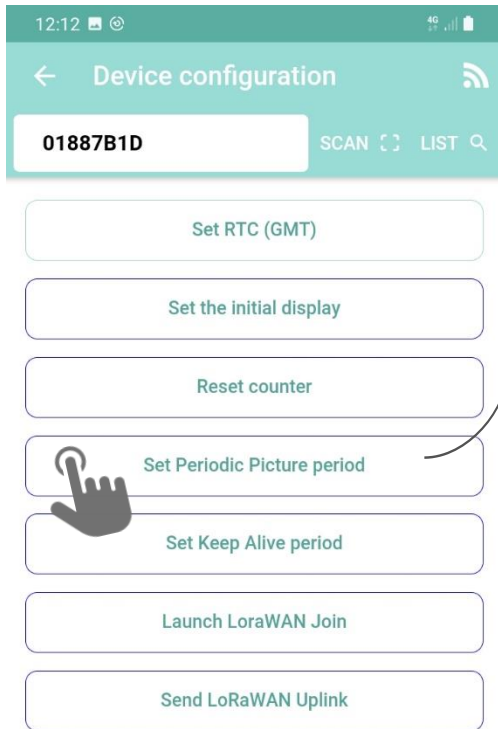 12:12 4G
Device configuration
01887B1D SCAN LIST
Set RTC (GMT)
Set the initial display
Reset counter
Set Periodic Picture period
Set Keep Alive period
Launch LoraWAN Join
Send LoRaWAN Uplink